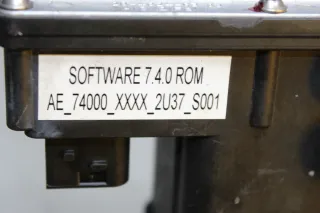 SOFTWARE 7.4.0 ROM
AE_74000_XXXX_2U37_S001